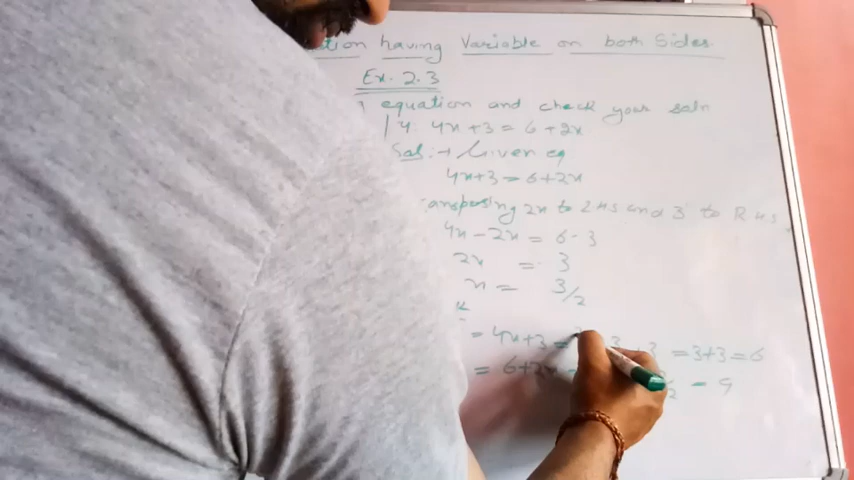 having Variable on both Sides
Ex. 2.3
equation and check your soln
4. 4x+3=6+2x
Sol: → Given eq
4x+3=6+2x
2x to LHS and 3 to RHS
4x-2x = 6-3
2x = 3
x = 3/2
= 4x+3 = = 3+3 = 6
= 6+2x = 9